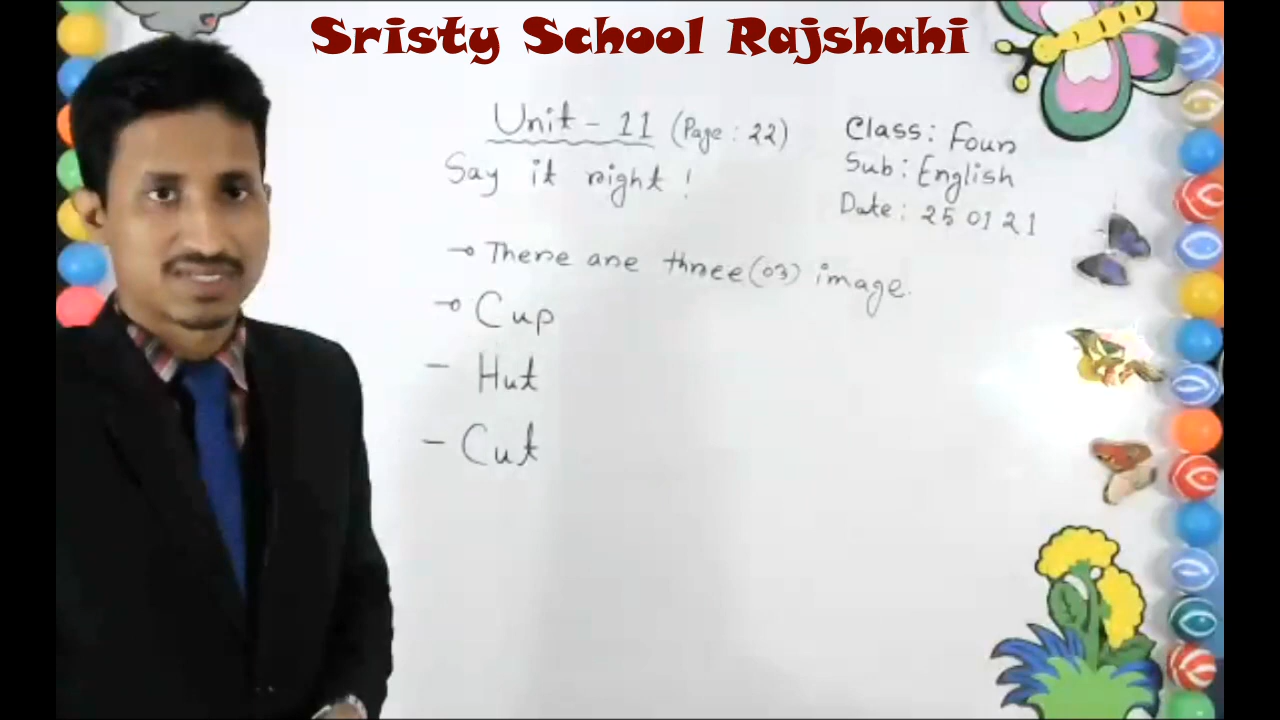 Sristy School Rajshahi
Unit - 11 (Page : 22)
Say it right !
Class: Four
Sub: English
Date: 25 01 21
→ There are three (03) image.
→ Cup
- Hut
- Cut